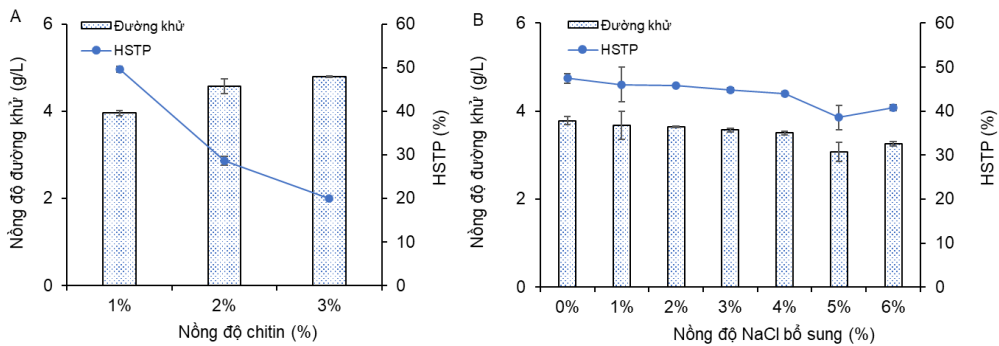 A
Đường khử
HSTP
Nồng độ đường khử (g/L)
6
4
2
0
60
50
40
30
20
10
0
HSTP (%)
1% 2% 3%
Nồng độ chitin (%)
B
Đường khử
HSTP
Nồng độ đường khử (g/L)
6
4
2
0
60
50
40
30
20
10
0
HSTP (%)
0% 1% 2% 3% 4% 5% 6%
Nồng độ NaCl bổ sung (%)